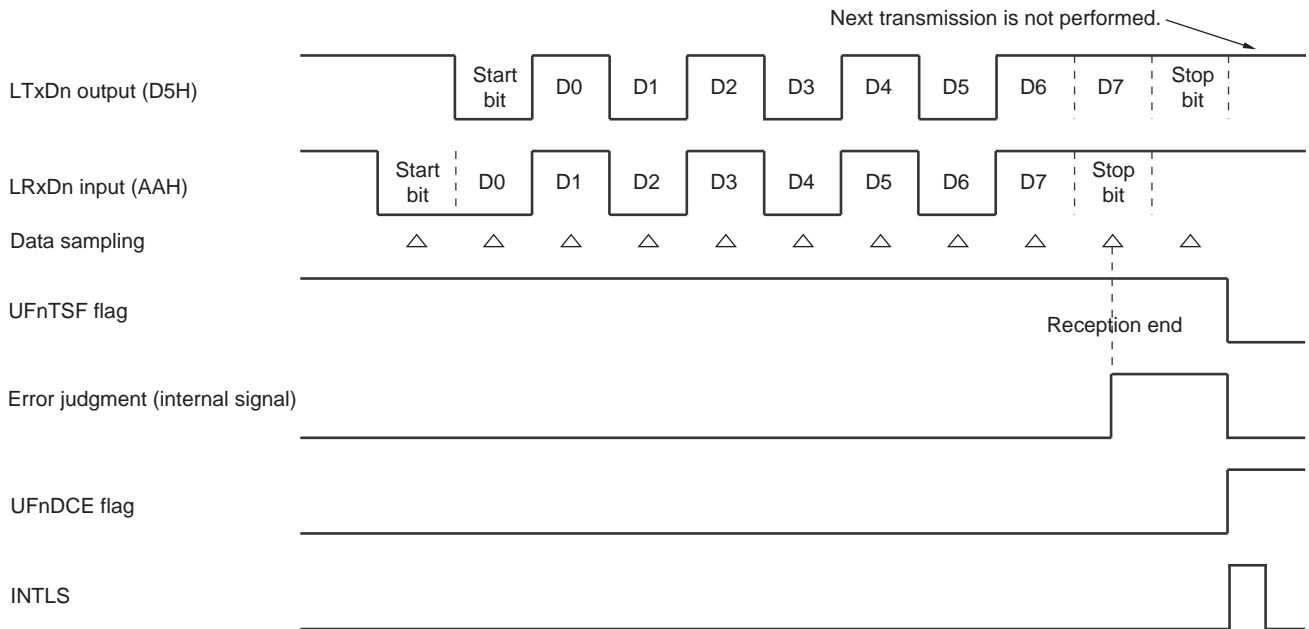 Next transmission is not performed.
LTxDn output (D5H)
Start bit D0 D1 D2 D3 D4 D5 D6 D7 Stop bit
LRxDn input (AAH)
Start bit D0 D1 D2 D3 D4 D5 D6 D7 Stop bit
Data sampling
UFnTSF flag
Reception end
Error judgment (internal signal)
UFnDCE flag
INTLS